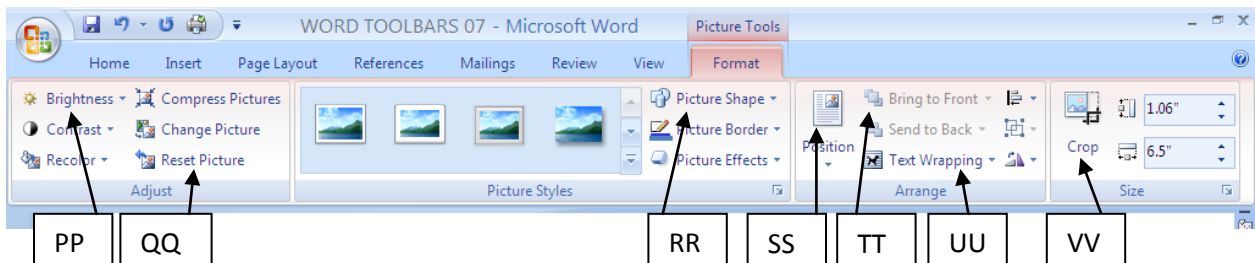 WORD TOOLBARS 07 - Microsoft Word Picture Tools
Home Insert Page Layout References Mailings Review View Format
Brightness Compress Pictures Picture Shape Bring to Front 1.06"
Contrast Change Picture Picture Border Send to Back
Recolor Reset Picture Picture Effects Position Text Wrapping Crop 6.5"
Adjust Picture Styles Arrange Size
PP QQ RR SS TT UU VV